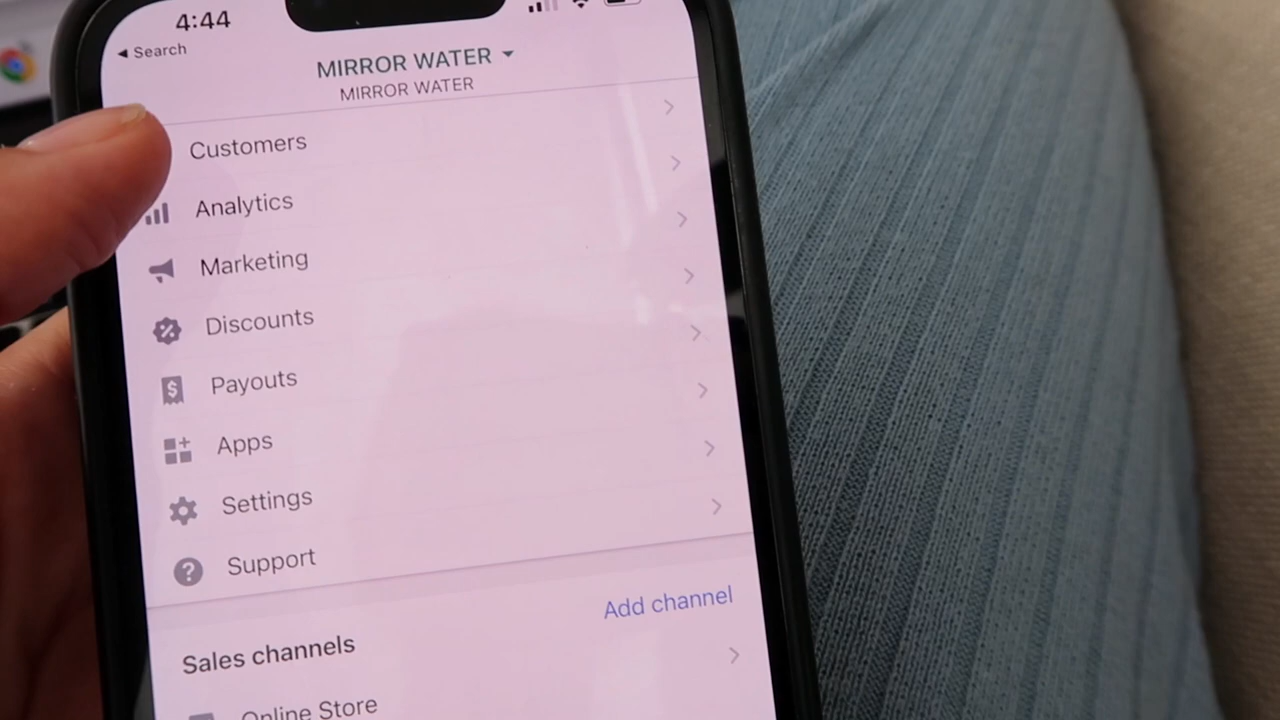 4:44
Search
MIRROR WATER
MIRROR WATER
Customers
Analytics
Marketing
Discounts
Payouts
Apps
Settings
Support
Add channel
Sales channels
Online Store